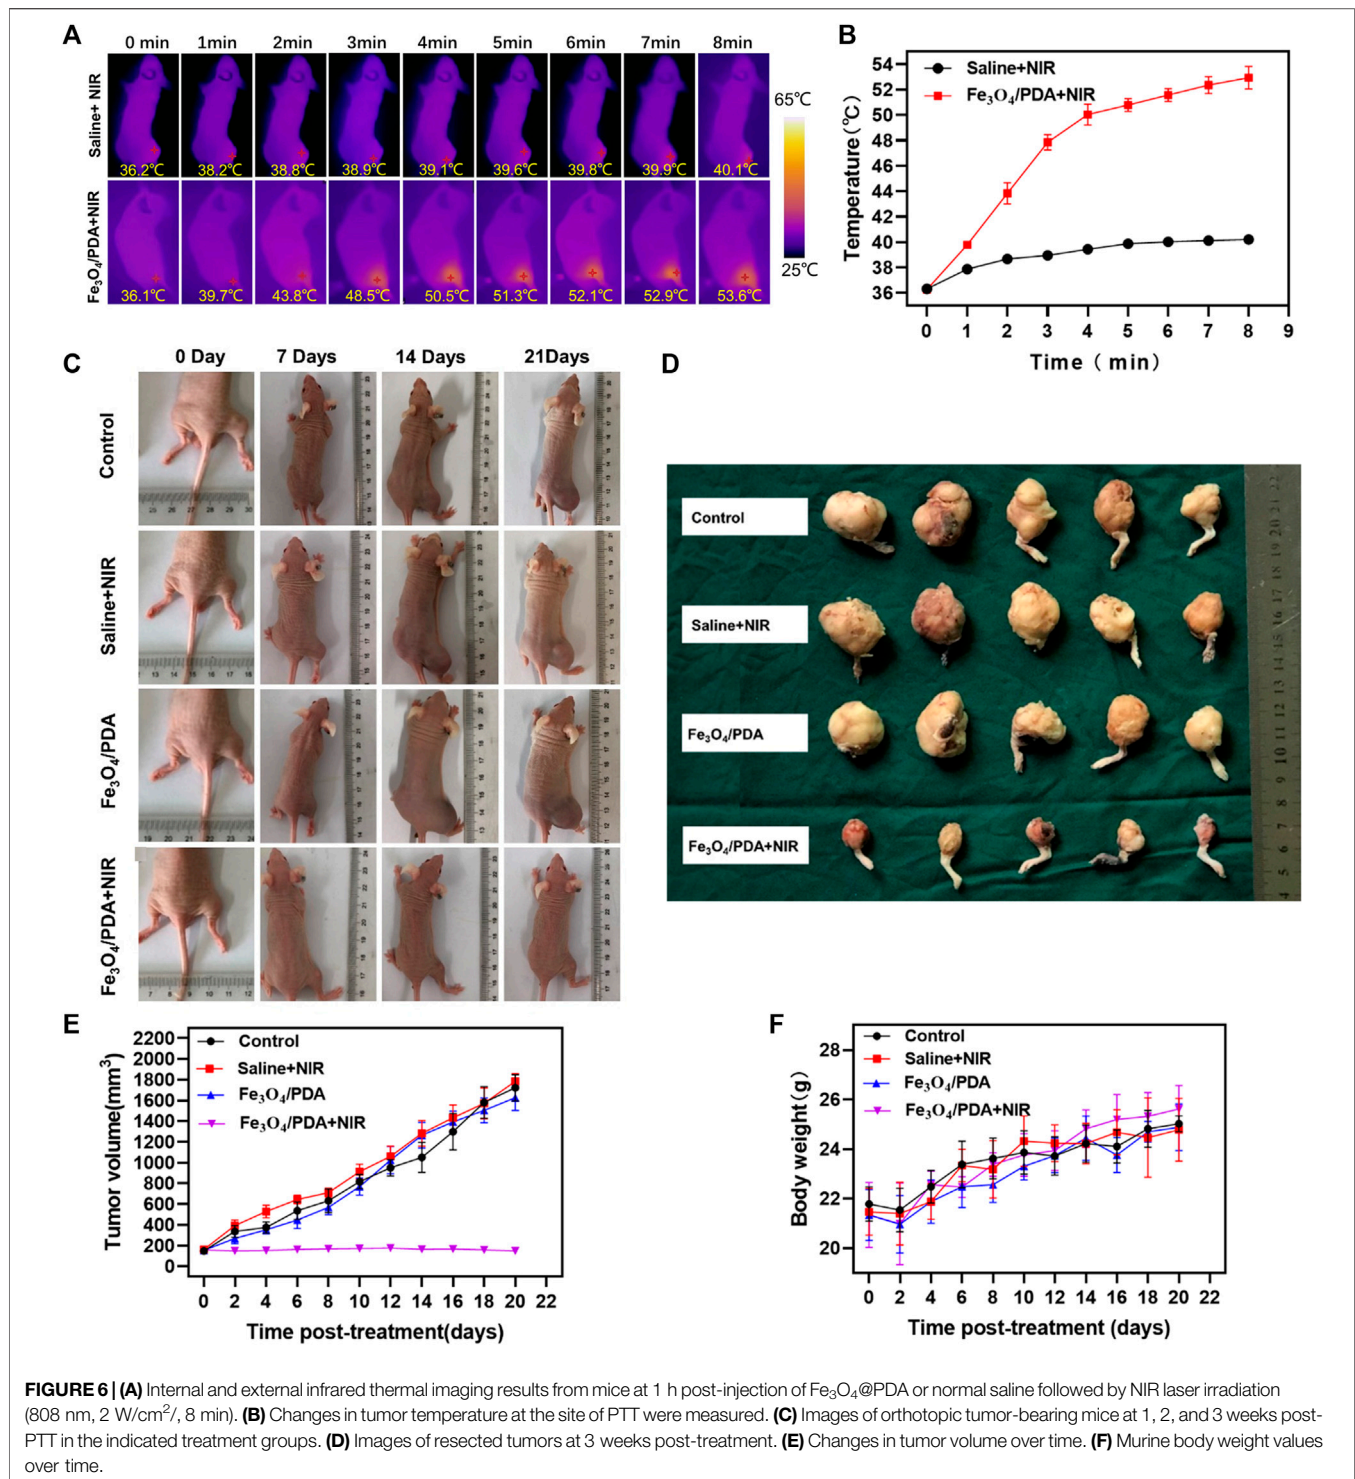 A
0 min 1min 2min 3min 4min 5min 6min 7min 8min
Saline+ NIR
36.2℃ 38.2℃ 38.8℃ 38.9℃ 39.1℃ 39.6℃ 39.8℃ 39.9℃ 40.1℃
Fe₃O₄/PDA+NIR
36.1℃ 39.7℃ 43.8℃ 48.5℃ 50.5℃ 51.3℃ 52.1℃ 52.9℃ 53.6℃
65℃
25℃
B
Saline+NIR
Fe₃O₄/PDA+NIR
Temperature(℃)
54
52
50
48
46
44
42
40
38
36
0 1 2 3 4 5 6 7 8 9
Time ( min)
C
0 Day 7 Days 14 Days 21Days
Control
Saline+NIR
Fe₃O₄/PDA
Fe₃O₄/PDA+NIR
D
Control
Saline+NIR
Fe₃O₄/PDA
Fe₃O₄/PDA+NIR
E
Control
Saline+NIR
Fe₃O₄/PDA
Fe₃O₄/PDA+NIR
Tumor volume(mm³)
2200
2000
1800
1600
1400
1200
1000
800
600
400
200
0
0 2 4 6 8 10 12 14 16 18 20 22
Time post-treatment(days)
F
Control
Saline+NIR
Fe₃O₄/PDA
Fe₃O₄/PDA+NIR
Body weight(g)
28
26
24
22
20
0 2 4 6 8 10 12 14 16 18 20 22
Time post-treatment (days)
FIGURE 6 | (A) Internal and external infrared thermal imaging results from mice at 1 h post-injection of Fe₃O₄@PDA or normal saline followed by NIR laser irradiation
(808 nm, 2 W/cm²/, 8 min). (B) Changes in tumor temperature at the site of PTT were measured. (C) Images of orthotopic tumor-bearing mice at 1, 2, and 3 weeks post-
PTT in the indicated treatment groups. (D) Images of resected tumors at 3 weeks post-treatment. (E) Changes in tumor volume over time. (F) Murine body weight values
over time.